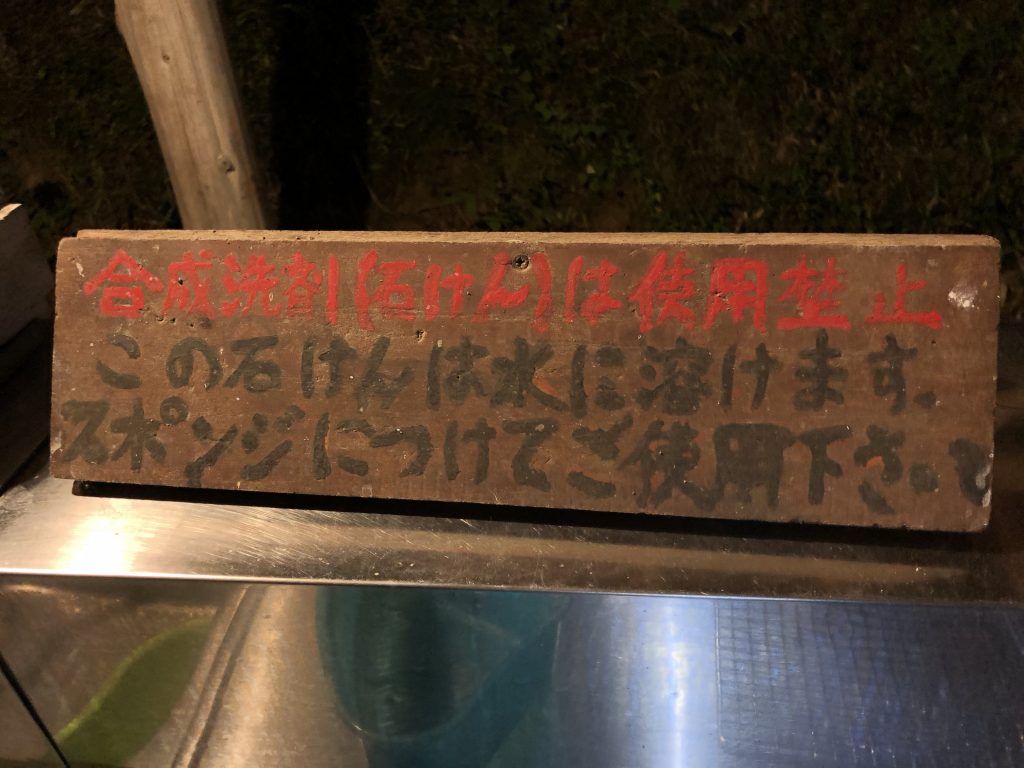 合成洗剤(石けん)は使用禁止
この石けんは水に溶けます.
スポンジにつけてご使用下さい